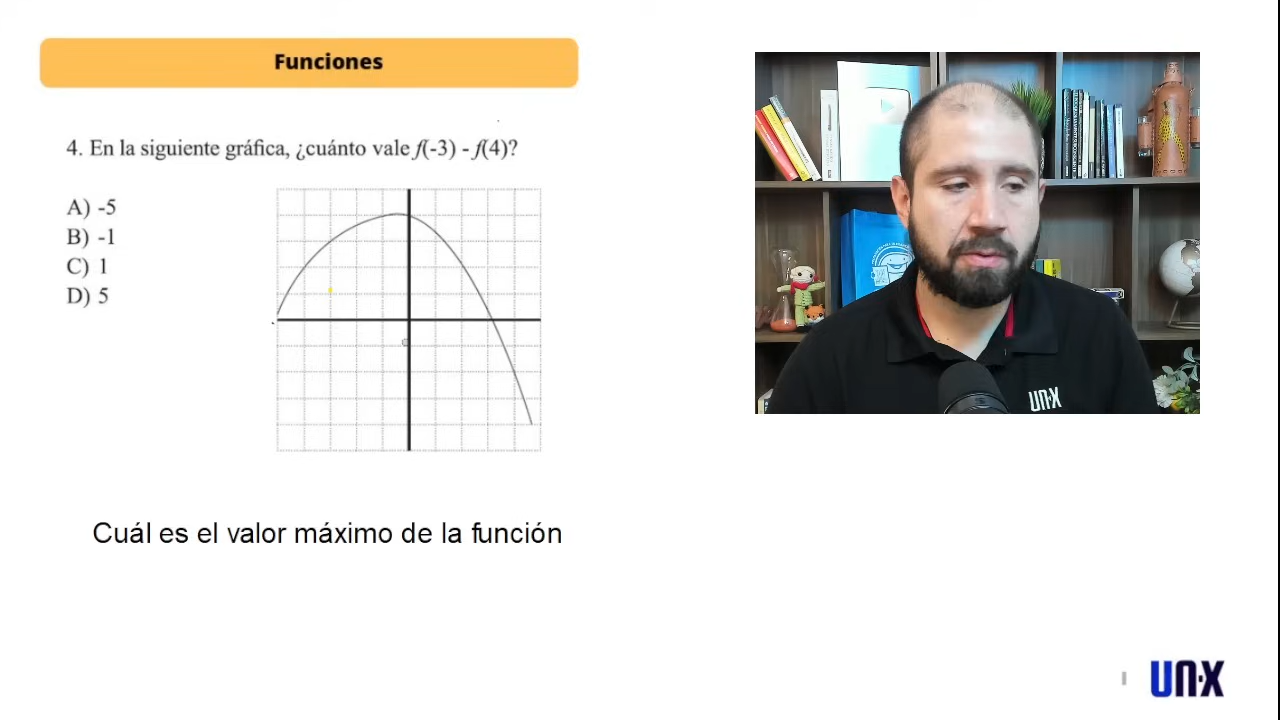 Funciones
4. En la siguiente gráfica, ¿cuánto vale f(-3) - f(4)?
A) -5
B) -1
C) 1
D) 5
Cuál es el valor máximo de la función
UN-X
UN-X